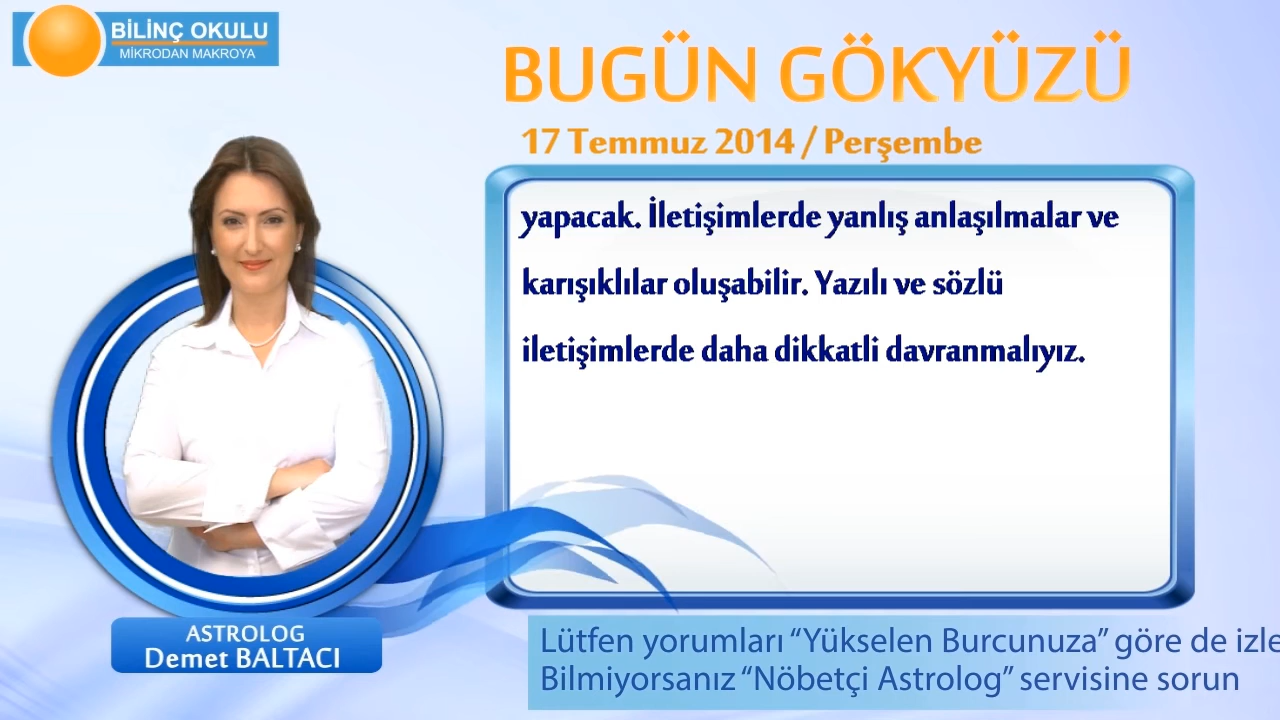 BİLİNÇ OKULU
MİKRODAN MAKROYA
BUGÜN GÖKYÜZÜ
17 Temmuz 2014 / Perşembe
yapacak. İletişimlerde yanlış anlaşılmalar ve
karışıklılar oluşabilir. Yazılı ve sözlü
iletişimlerde daha dikkatli davranmalıyız.
ASTROLOG
Demet BALTACI
Lütfen yorumları “Yükselen Burcunuza” göre de izle
Bilmiyorsanız “Nöbetçi Astrolog” servisine sorun